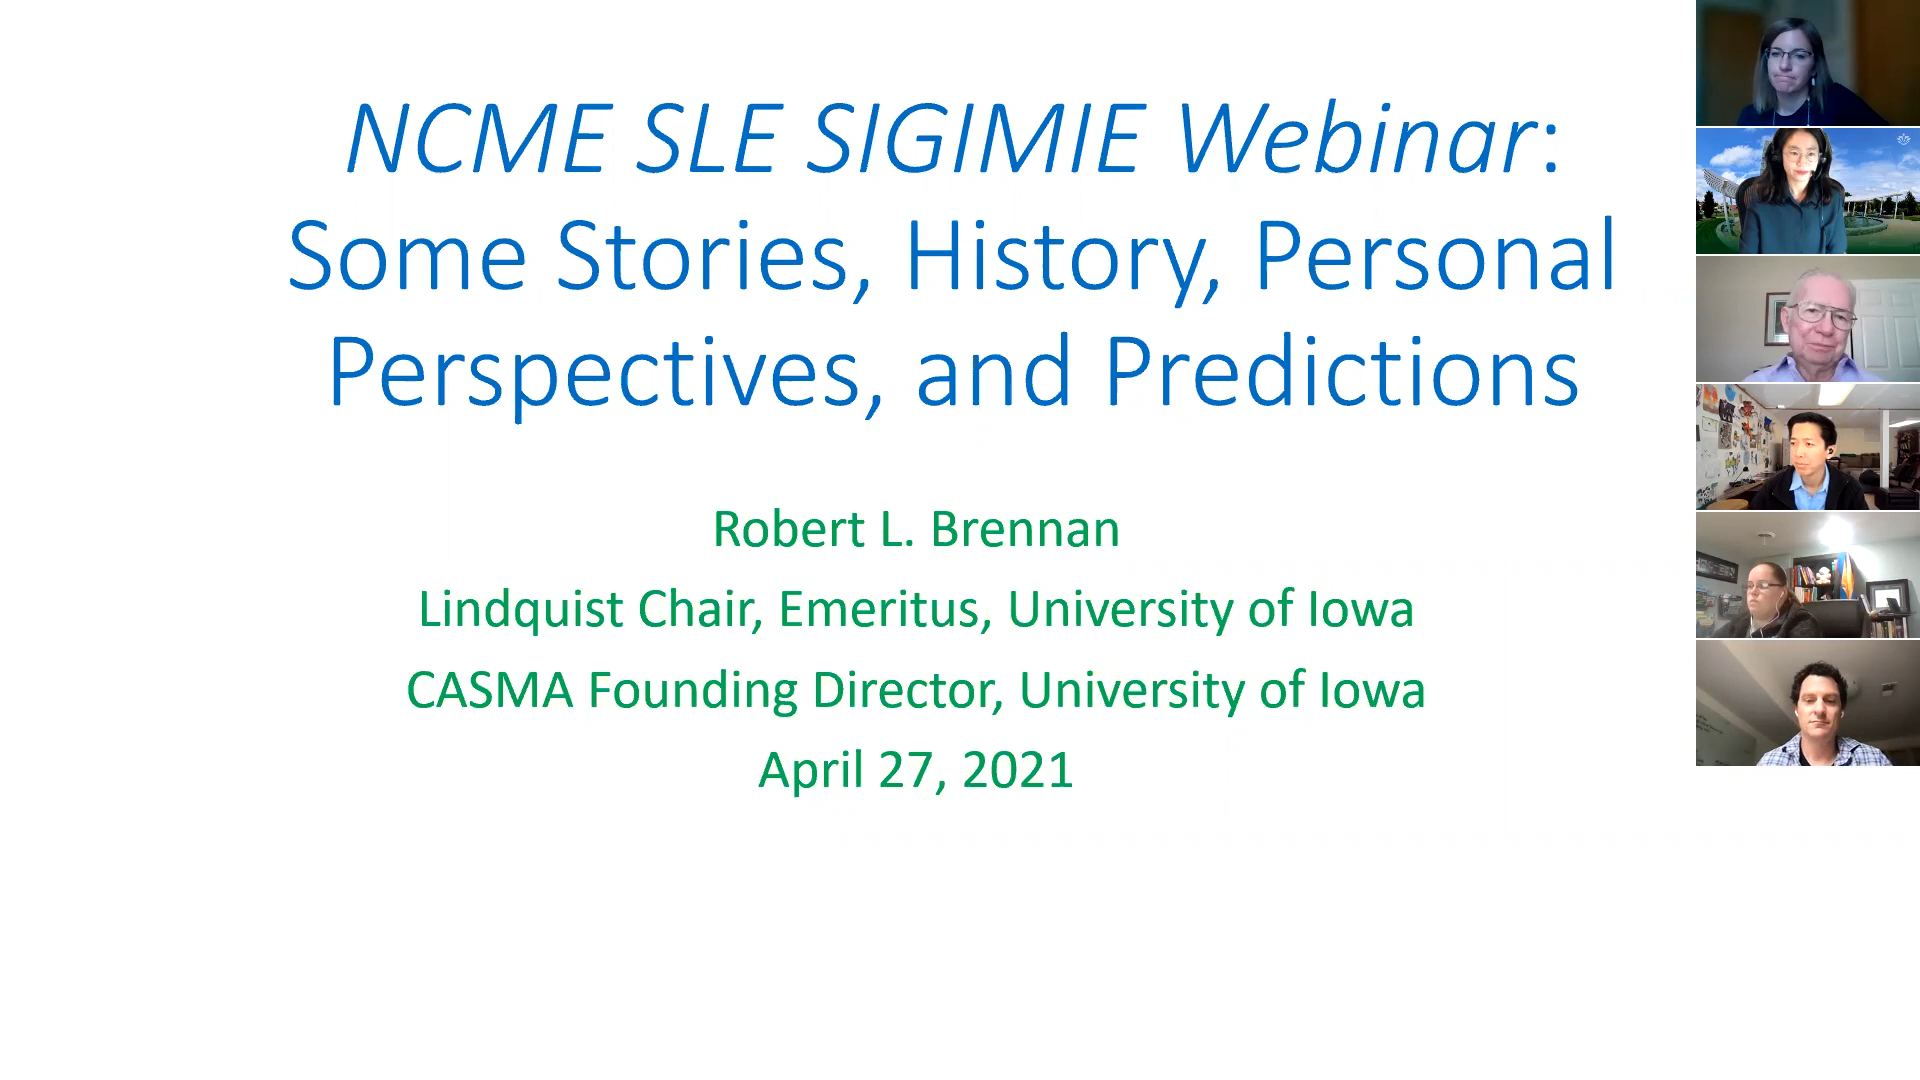 NCME SLE SIGIMIE Webinar:
Some Stories, History, Personal
Perspectives, and Predictions
Robert L. Brennan
Lindquist Chair, Emeritus, University of Iowa
CASMA Founding Director, University of Iowa
April 27, 2021